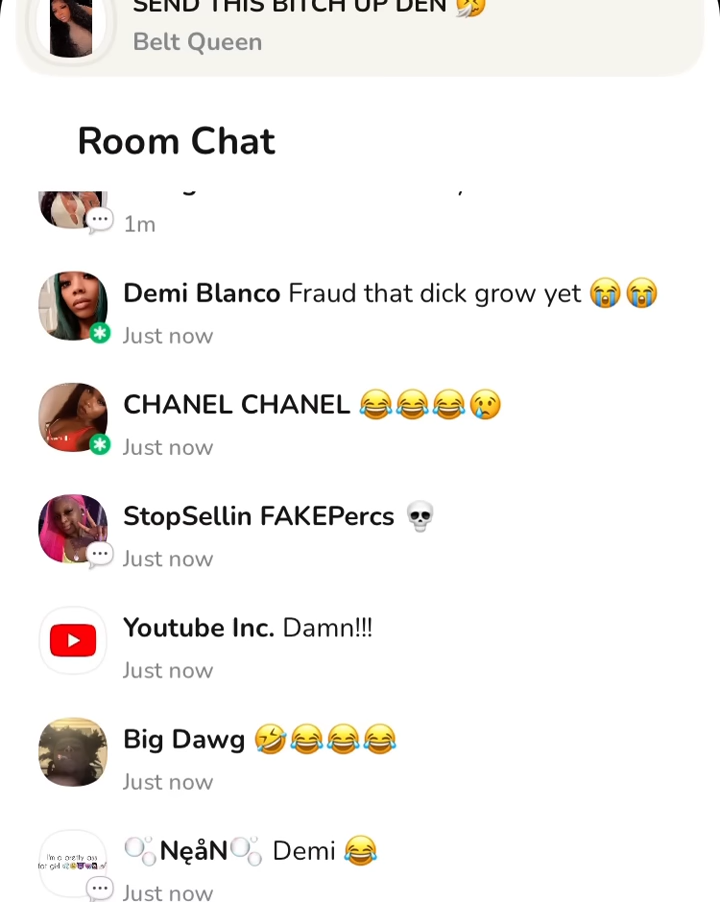 SEND THIS BITCH UP DEN 🤧
Belt Queen
Room Chat
1m
Demi Blanco Fraud that dick grow yet 😭😭
Just now
CHANEL CHANEL 😂😂😂😢
Just now
StopSellin FAKEPercs 💀
Just now
Youtube Inc. Damn!!!
Just now
Big Dawg 🤣😂😂😂
Just now
🫧NęåN🫧 Demi 😂
I'm a pretty ass
Just now